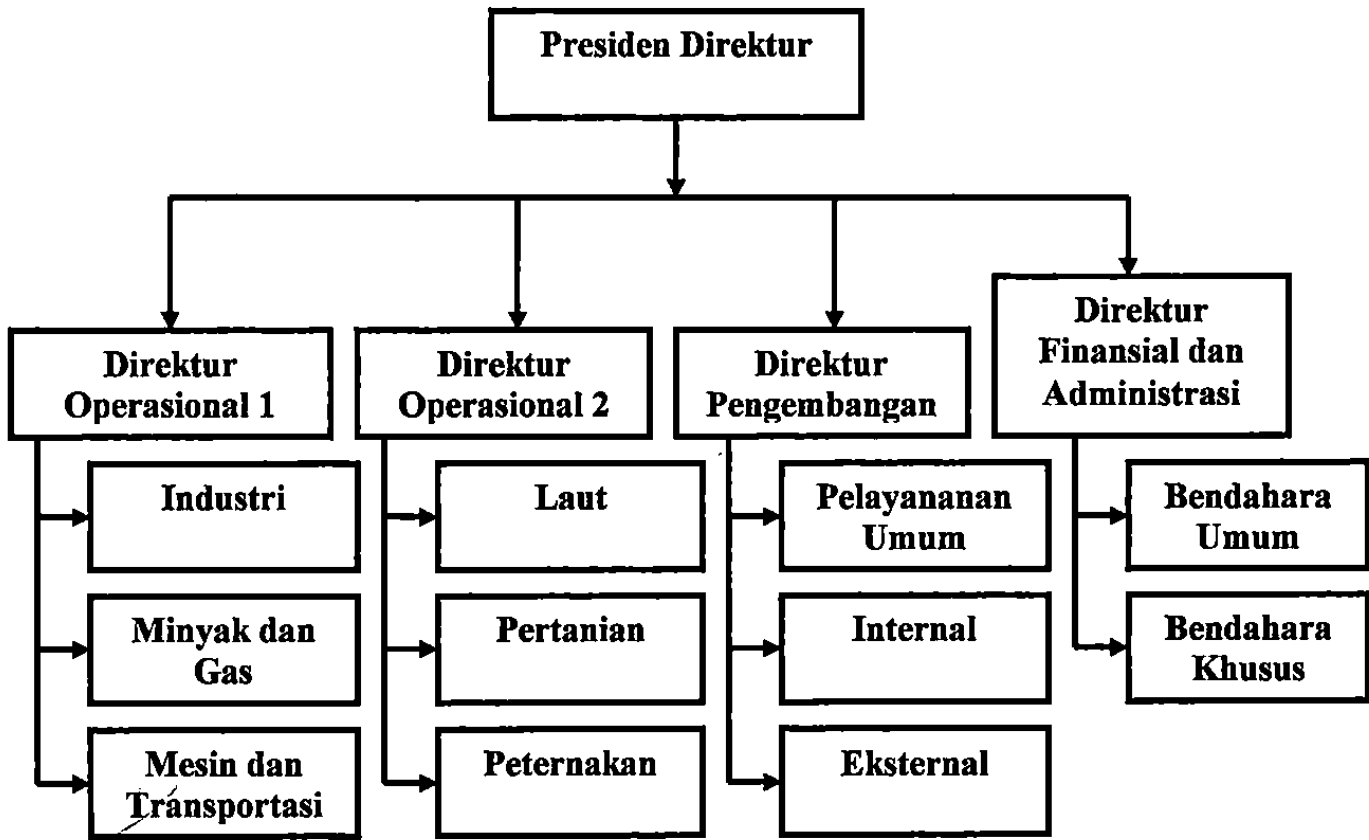 Presiden Direktur
Direktur
Operasional 1
Direktur
Operasional 2
Direktur
Pengembangan
Direktur
Finansial dan
Administrasi
Industri
Laut
Pelayananan
Umum
Bendahara
Umum
Minyak dan
Gas
Pertanian
Internal
Bendahara
Khusus
Mesin dan
Transportasi
Peternakan
Eksternal